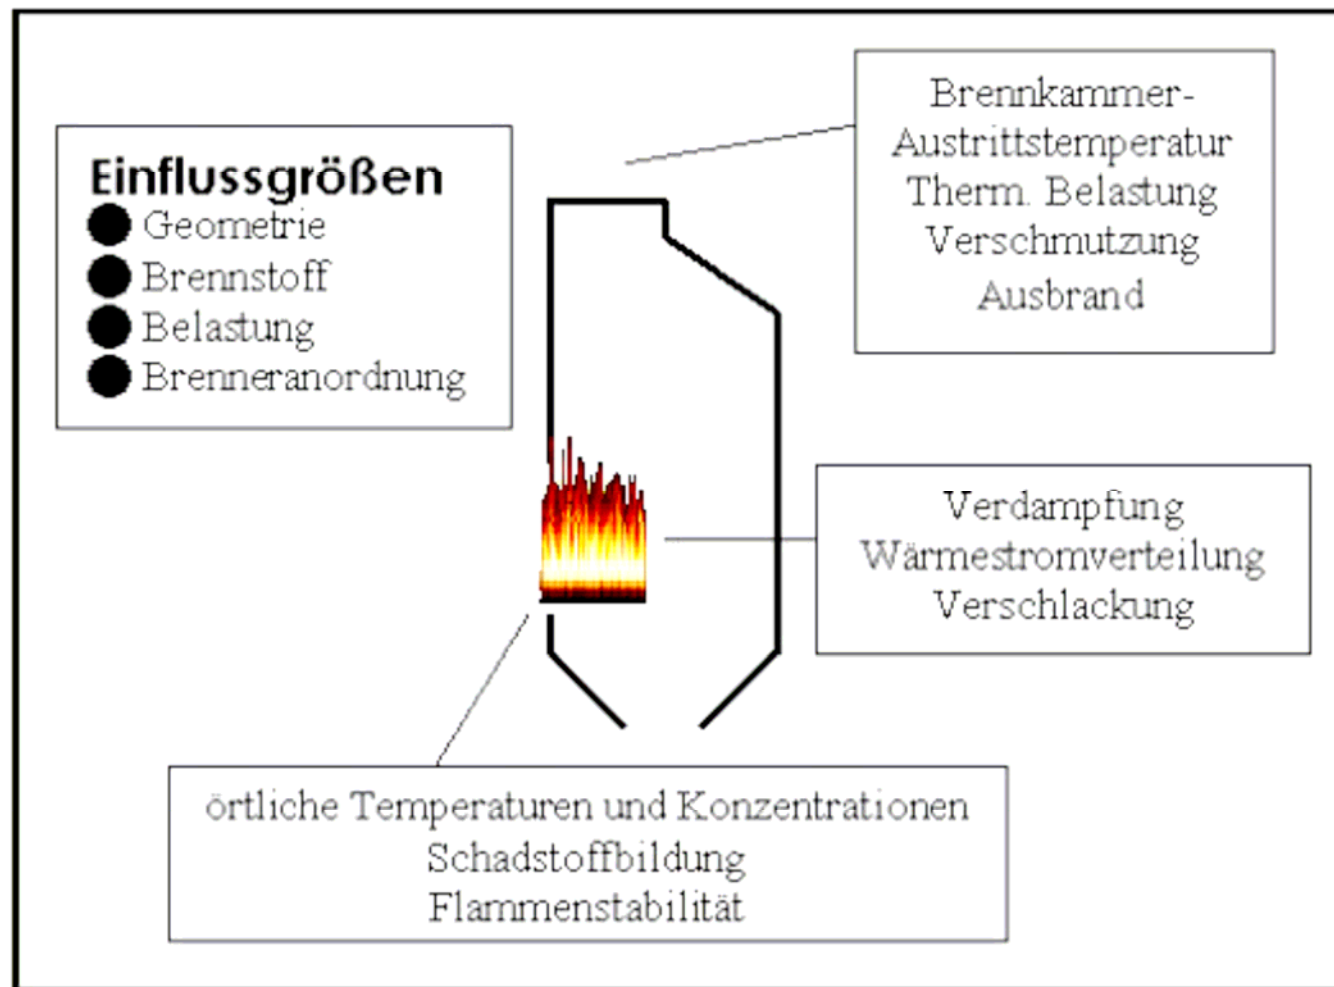 Einflussgrößen
Geometrie
Brennstoff
Belastung
Brenneranordnung
Brennkammer-
Austrittstemperatur
Therm. Belastung
Verschmutzung
Ausbrand
Verdampfung
Wärmestromverteilung
Verschlackung
örtliche Temperaturen und Konzentrationen
Schadstoffbildung
Flammenstabilität